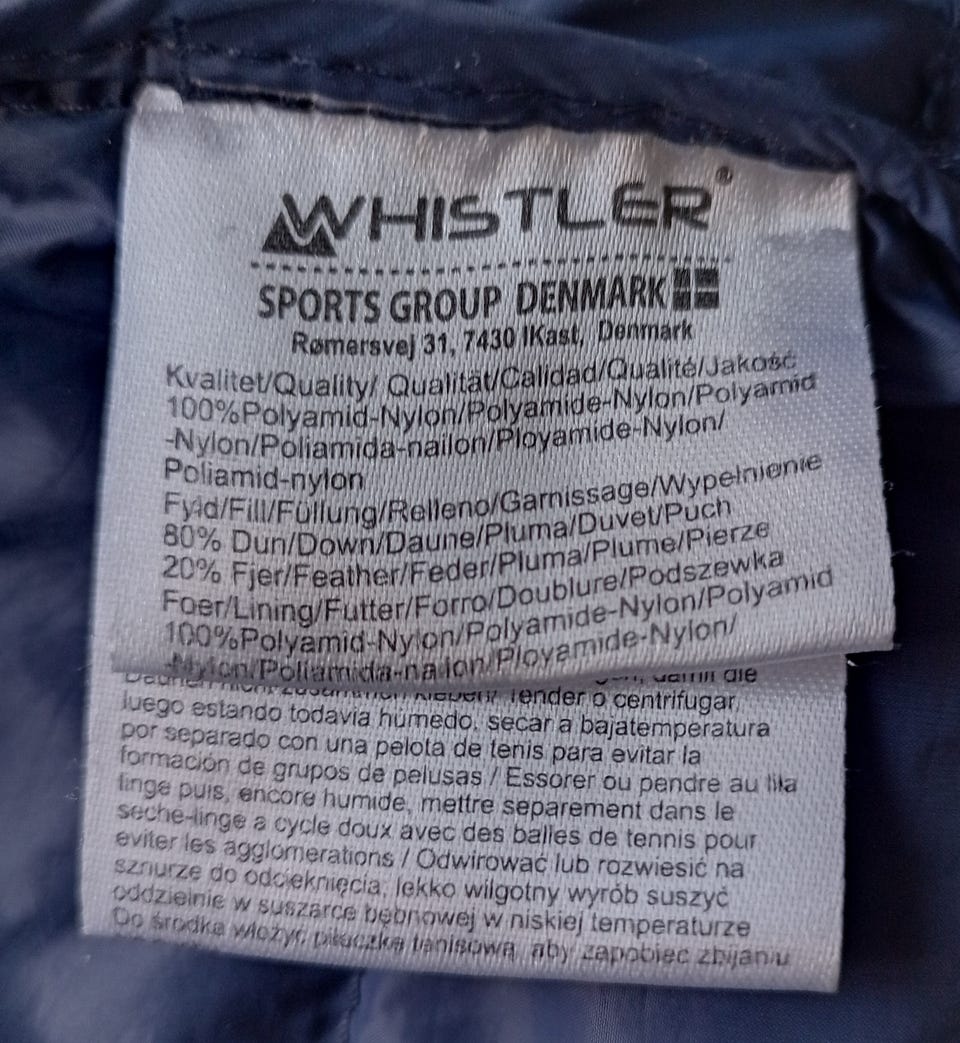 WHISTLER®
SPORTS GROUP DENMARK
Rømersvej 31, 7430 IKast, Denmark
Kvalitet/Quality/ Qualität/Calidad/Qualité/Jakość
100%Polyamid-Nylon/Polyamide-Nylon/Polyamid
-Nylon/Poliamida-nailon/Ployamide-Nylon/
Poliamid-nylon
Fyld/Fill/Füllung/Relleno/Garnissage/Wypełnienie
80% Dun/Down/Daune/Pluma/Duvet/Puch
20% Fjer/Feather/Feder/Pluma/Plume/Pierze
Foer/Lining/Futter/Forro/Doublure/Podszewka
100%Polyamid-Nylon/Polyamide-Nylon/Polyamid
-Nylon/Poliamida-nailon/Ployamide-Nylon/
damit die
Daunen nicht zusammen kleben/ Tender o centrifugar,
luego estando todavia humedo, secar a bajatemperatura
por separado con una pelota de tenis para evitar la
formación de grupos de pelusas / Essorer ou pendre au
linge puis, encore humide, mettre separement dans le
seche-linge a cycle doux avec des balles de tennis pour
eviter les agglomerations / Odwirować lub rozwiesić na
sznurze do odcieknięcia, lekko wilgotny wyrób suszyć
oddzielnie w suszarce bębnowej w niskiej temperaturze
Do środka włożyć piłeczkę tenisową, aby zapobiec zbijaniu